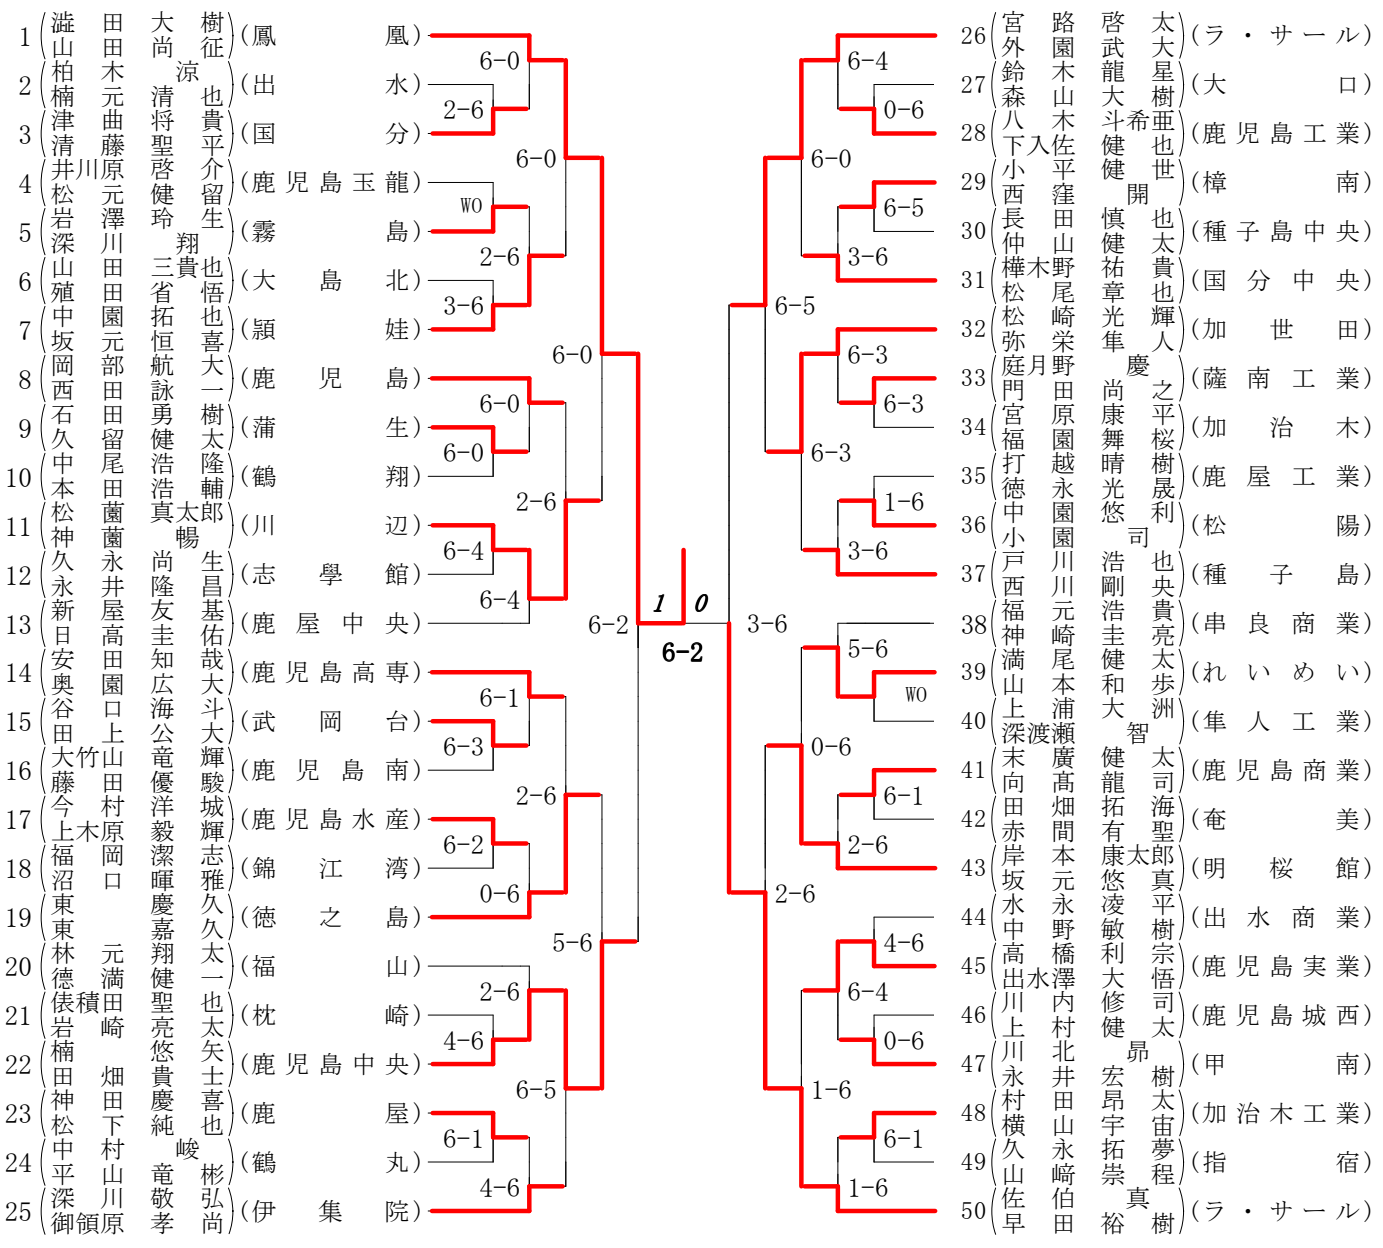 1 (澁田大樹 山田尚征) (鳳凰)
2 (柏木涼 楠元清也) (出水)
3 (津曲将貴 清藤聖平) (国分)
4 (井川原啓介 松元健留) (鹿児島玉龍)
5 (岩澤玲生 深川翔) (霧島)
6 (山田三貴也 殖田省悟) (大島北)
7 (中園拓也 坂元恒喜) (頴娃)
8 (岡部航大 西田詠一) (鹿児島)
9 (石田勇樹 久留健太) (蒲生)
10 (中尾浩隆 本田浩輔) (鶴翔)
11 (松薗真太郎 神薗暢) (川辺)
12 (久永尚生 永井隆昌) (志學館)
13 (新屋友基 日高圭佑) (鹿屋中央)
14 (安田知哉 奥園広大) (鹿児島高専)
15 (谷口海斗 田上公大) (武岡台)
16 (大竹山竜輝 藤田優駿) (鹿児島南)
17 (今村洋城 上木原毅輝) (鹿児島水産)
18 (福岡潔志 沼口暉雅) (錦江湾)
19 (東慶久 東嘉久) (徳之島)
20 (林元翔太 德満健一) (福山)
21 (俵積田聖也 岩崎亮太) (枕崎)
22 (楠悠矢 田畑貴士) (鹿児島中央)
23 (神田慶喜 松下純也) (鹿屋)
24 (中村峻 平山竜彬) (鶴丸)
25 (深川敬弘 御領原孝尚) (伊集院)
6-0
2-6
6-0
WO
2-6
3-6
6-0
6-0
6-0
2-6
6-4
6-4
6-2
6-1
6-3
2-6
6-2
0-6
5-6
2-6
4-6
6-5
6-1
4-6
1 0
6-2
6-4
0-6
6-0
6-5
3-6
6-5
6-3
6-3
6-3
1-6
3-6
3-6
5-6
WO
0-6
6-1
2-6
2-6
4-6
6-4
0-6
1-6
6-1
1-6
26 (宮路啓太 外園武大) (ラ・サール)
27 (鈴木龍星 森山大樹) (大口)
28 (八木斗希亜 下入佐健也) (鹿児島工業)
29 (小平健世 西窪開) (樟南)
30 (長田慎也 仲山健太) (種子島中央)
31 (樺木野祐貴 松尾章也) (国分中央)
32 (松崎光輝 弥栄隼人) (加世田)
33 (庭月野慶 門田尚之) (薩南工業)
34 (宮原康平 福園舞桜) (加治木)
35 (打越晴樹 徳永光晟) (鹿屋工業)
36 (中園悠利 小園司) (松陽)
37 (戸川浩也 西川剛央) (種子島)
38 (福元浩貴 神崎圭亮) (串良商業)
39 (満尾健太 山本和歩) (れいめい)
40 (上浦大洲 深渡瀬智) (隼人工業)
41 (末廣健太 向髙龍司) (鹿児島商業)
42 (田畑拓海 赤間有聖) (奄美)
43 (岸本康太郎 坂元悠真) (明桜館)
44 (水永凌平 中野敏樹) (出水商業)
45 (高橋利宗 出水澤大悟) (鹿児島実業)
46 (川内修司 上村健太) (鹿児島城西)
47 (川北昴 永井宏樹) (甲南)
48 (村田昂太 横山宇宙) (加治木工業)
49 (久永拓夢 山﨑崇程) (指宿)
50 (佐伯真 早田裕樹) (ラ・サール)